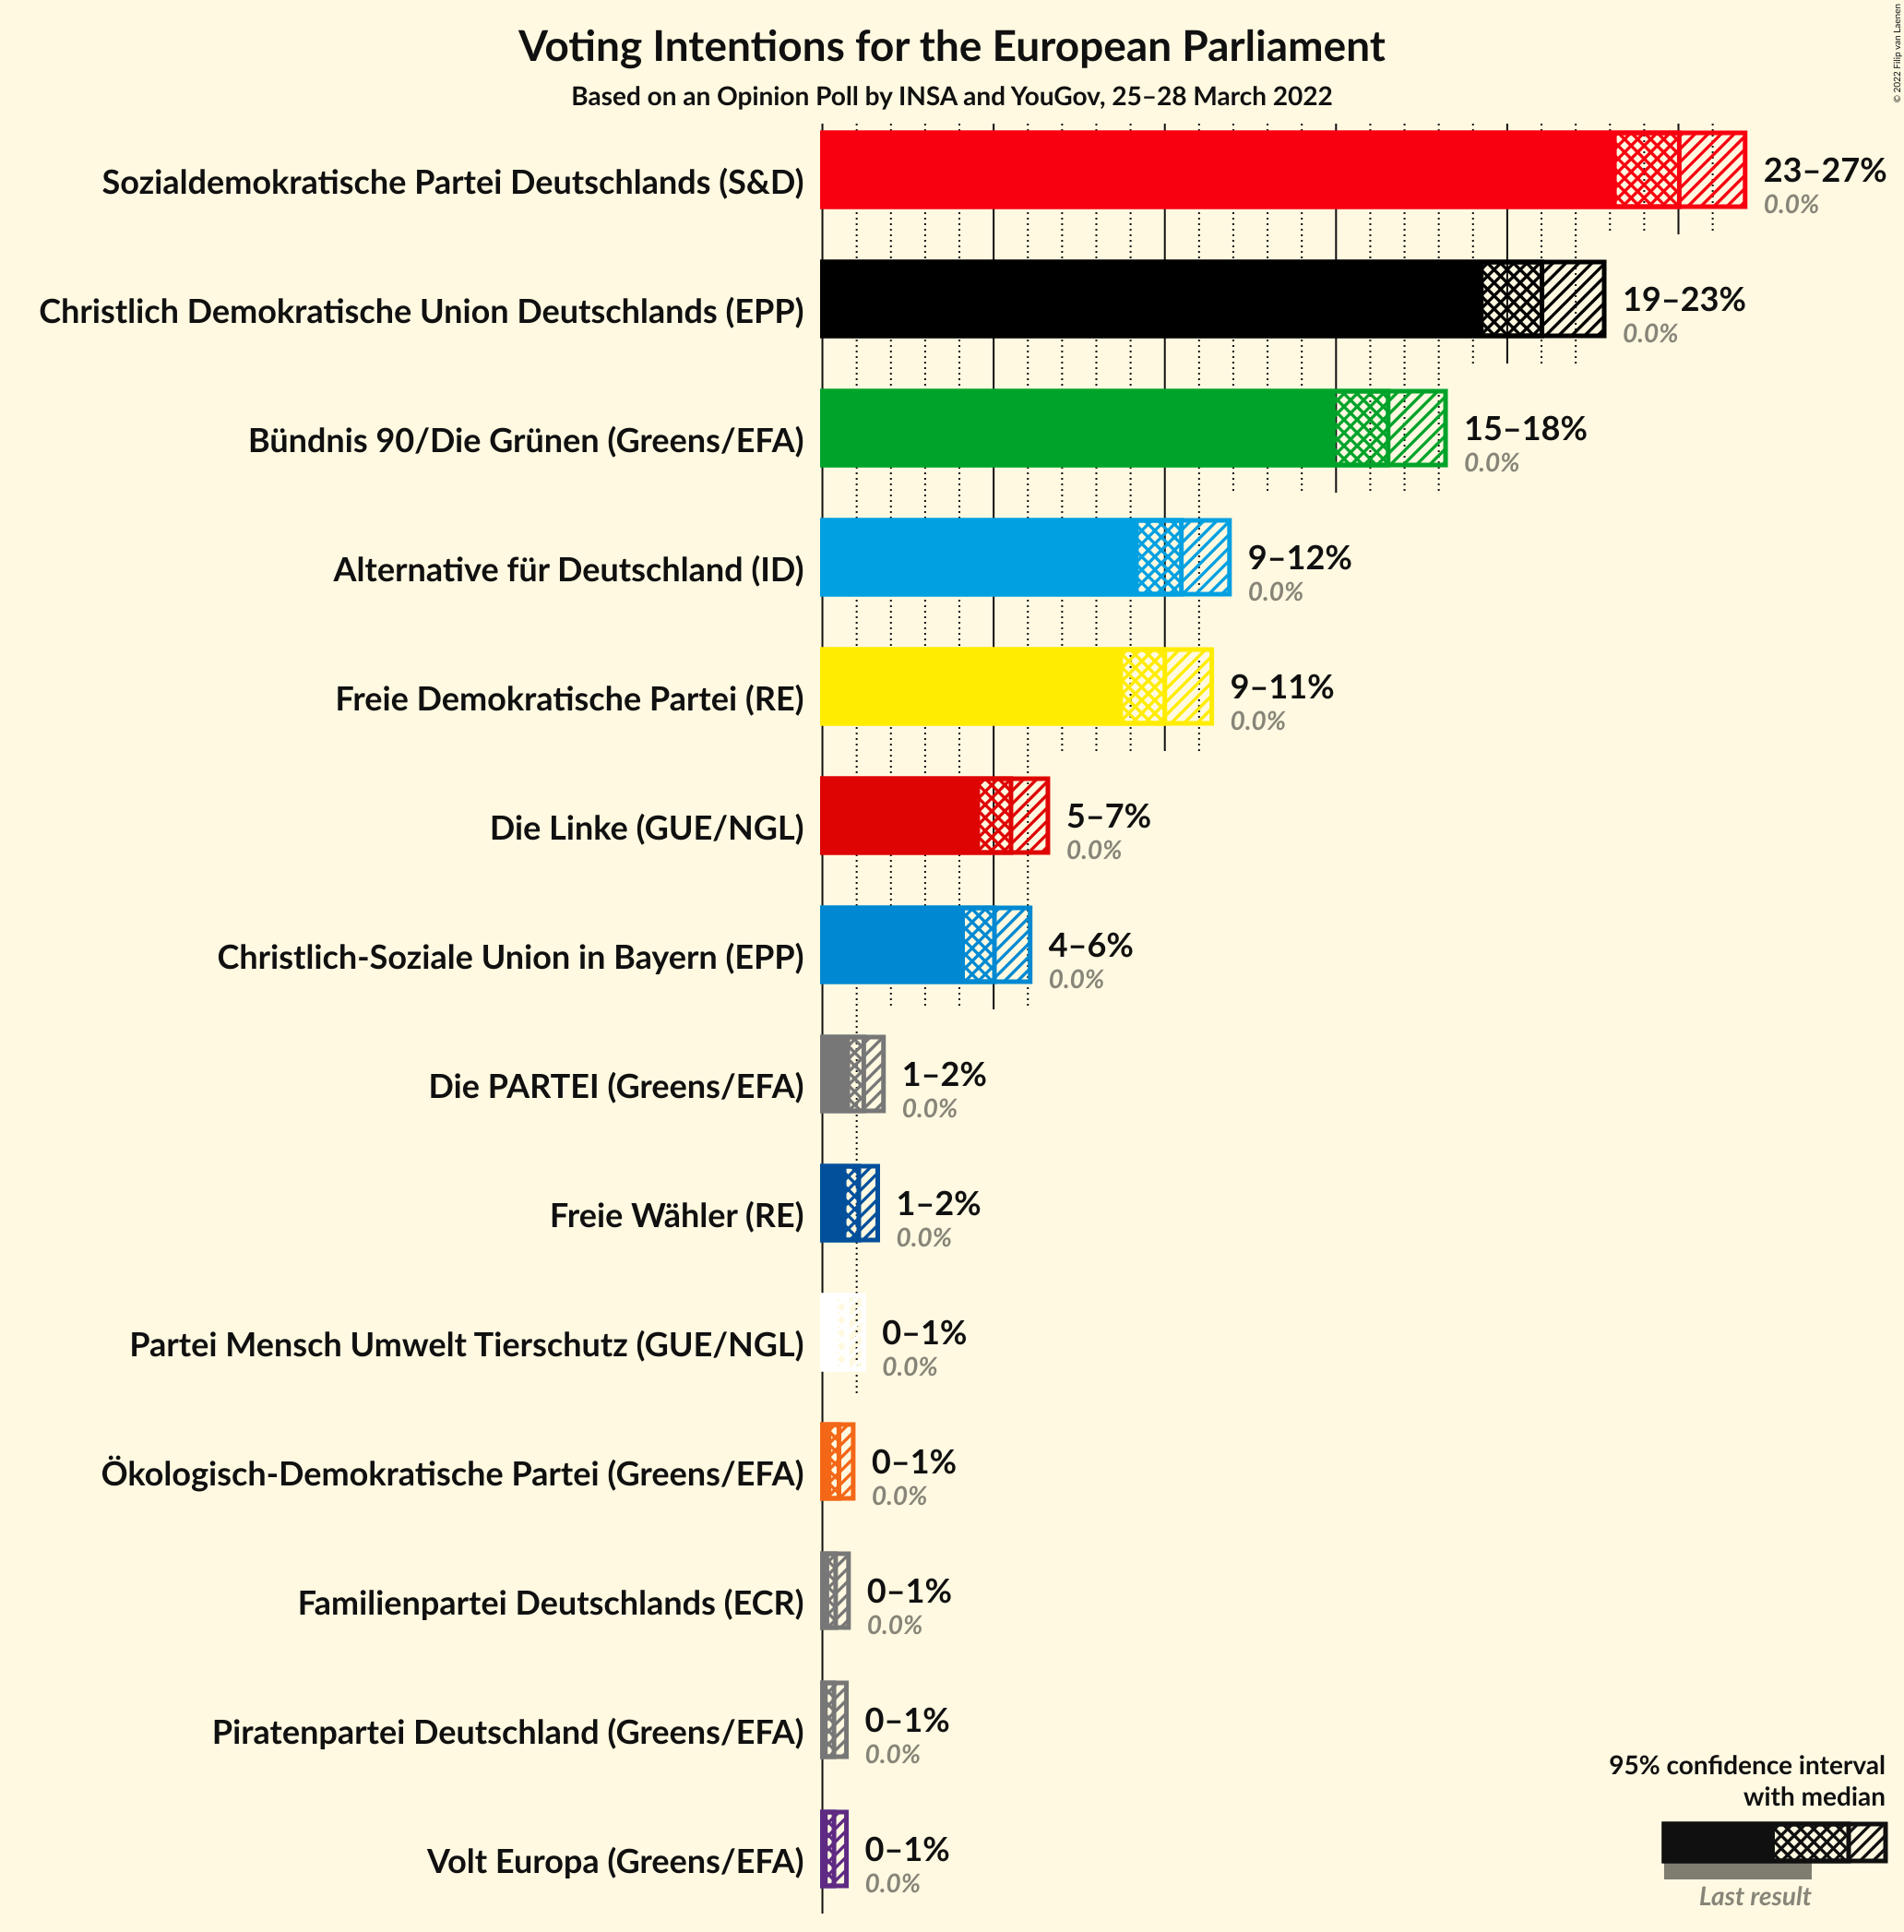 Voting Intentions for the European Parliament
Based on an Opinion Poll by INSA and YouGov, 25–28 March 2022
© 2022 Filip van Laenen
Sozialdemokratische Partei Deutschlands (S&D)
23–27%
0.0%
Christlich Demokratische Union Deutschlands (EPP)
19–23%
0.0%
Bündnis 90/Die Grünen (Greens/EFA)
15–18%
0.0%
Alternative für Deutschland (ID)
9–12%
0.0%
Freie Demokratische Partei (RE)
9–11%
0.0%
Die Linke (GUE/NGL)
5–7%
0.0%
Christlich-Soziale Union in Bayern (EPP)
4–6%
0.0%
Die PARTEI (Greens/EFA)
1–2%
0.0%
Freie Wähler (RE)
1–2%
0.0%
Partei Mensch Umwelt Tierschutz (GUE/NGL)
0–1%
0.0%
Ökologisch-Demokratische Partei (Greens/EFA)
0–1%
0.0%
Familienpartei Deutschlands (ECR)
0–1%
0.0%
Piratenpartei Deutschland (Greens/EFA)
0–1%
0.0%
Volt Europa (Greens/EFA)
0–1%
0.0%
95% confidence interval
with median
Last result